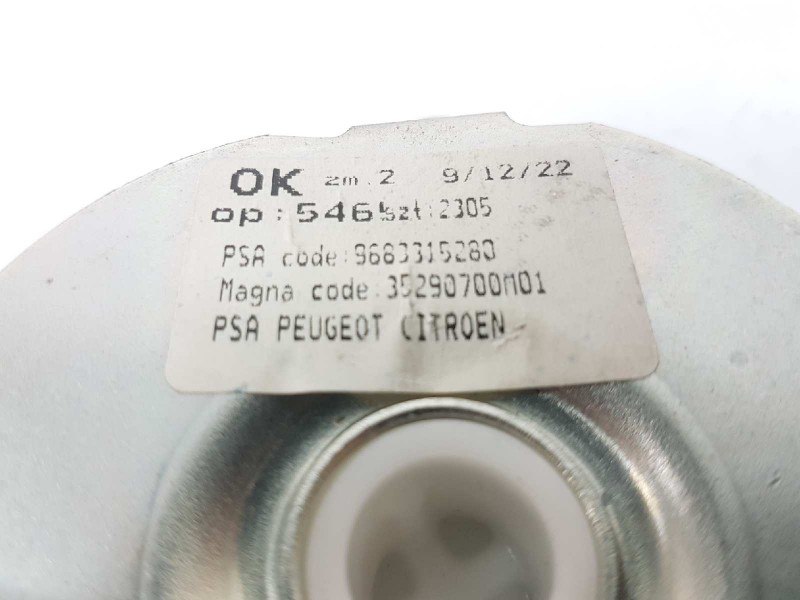 OK zm.2 9/12/22
op:546 szt:2305
PSA code:9683315280
Magna code:35290700M01
PSA PEUGEOT CITROEN